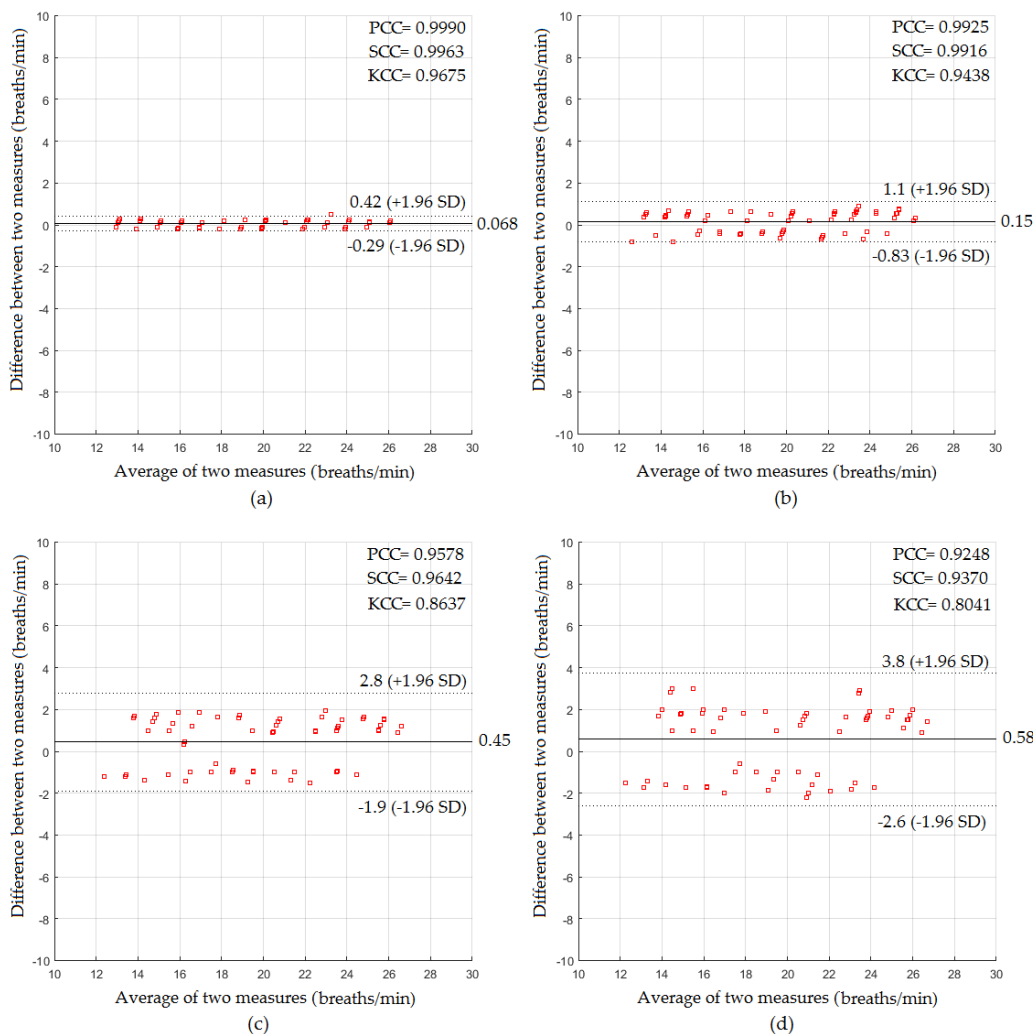 10
8
6
4
2
0
-2
-4
-6
-8
-10
Difference between two measures (breaths/min)
PCC= 0.9990
SCC= 0.9963
KCC= 0.9675
0.42 (+1.96 SD)
0.068
-0.29 (-1.96 SD)
10 12 14 16 18 20 22 24 26 28 30
Average of two measures (breaths/min)
(a)
10
8
6
4
2
0
-2
-4
-6
-8
-10
Difference between two measures (breaths/min)
PCC= 0.9925
SCC= 0.9916
KCC= 0.9438
1.1 (+1.96 SD)
0.15
-0.83 (-1.96 SD)
10 12 14 16 18 20 22 24 26 28 30
Average of two measures (breaths/min)
(b)
10
8
6
4
2
0
-2
-4
-6
-8
-10
Difference between two measures (breaths/min)
PCC= 0.9578
SCC= 0.9642
KCC= 0.8637
2.8 (+1.96 SD)
0.45
-1.9 (-1.96 SD)
10 12 14 16 18 20 22 24 26 28 30
Average of two measures (breaths/min)
(c)
10
8
6
4
2
0
-2
-4
-6
-8
-10
Difference between two measures (breaths/min)
PCC= 0.9248
SCC= 0.9370
KCC= 0.8041
3.8 (+1.96 SD)
0.58
-2.6 (-1.96 SD)
10 12 14 16 18 20 22 24 26 28 30
Average of two measures (breaths/min)
(d)